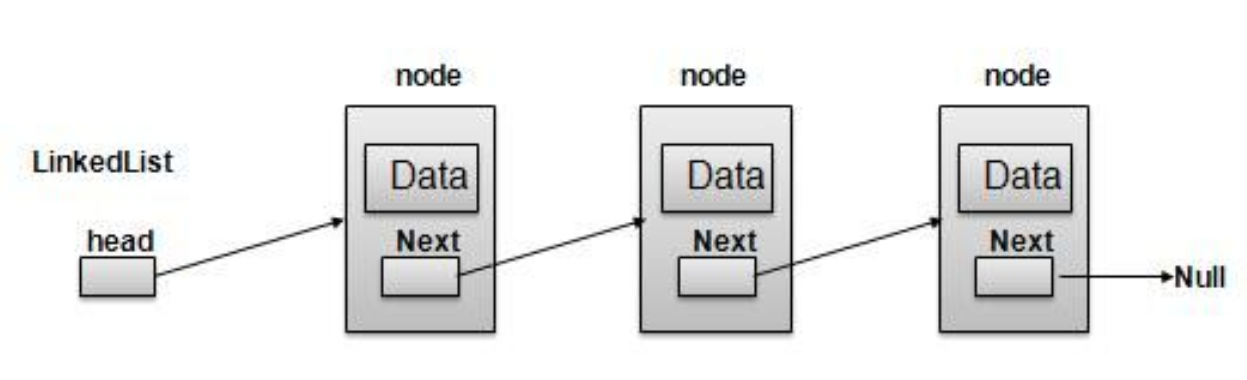 node node node
LinkedList
Data Data Data
head Next Next Next
Null